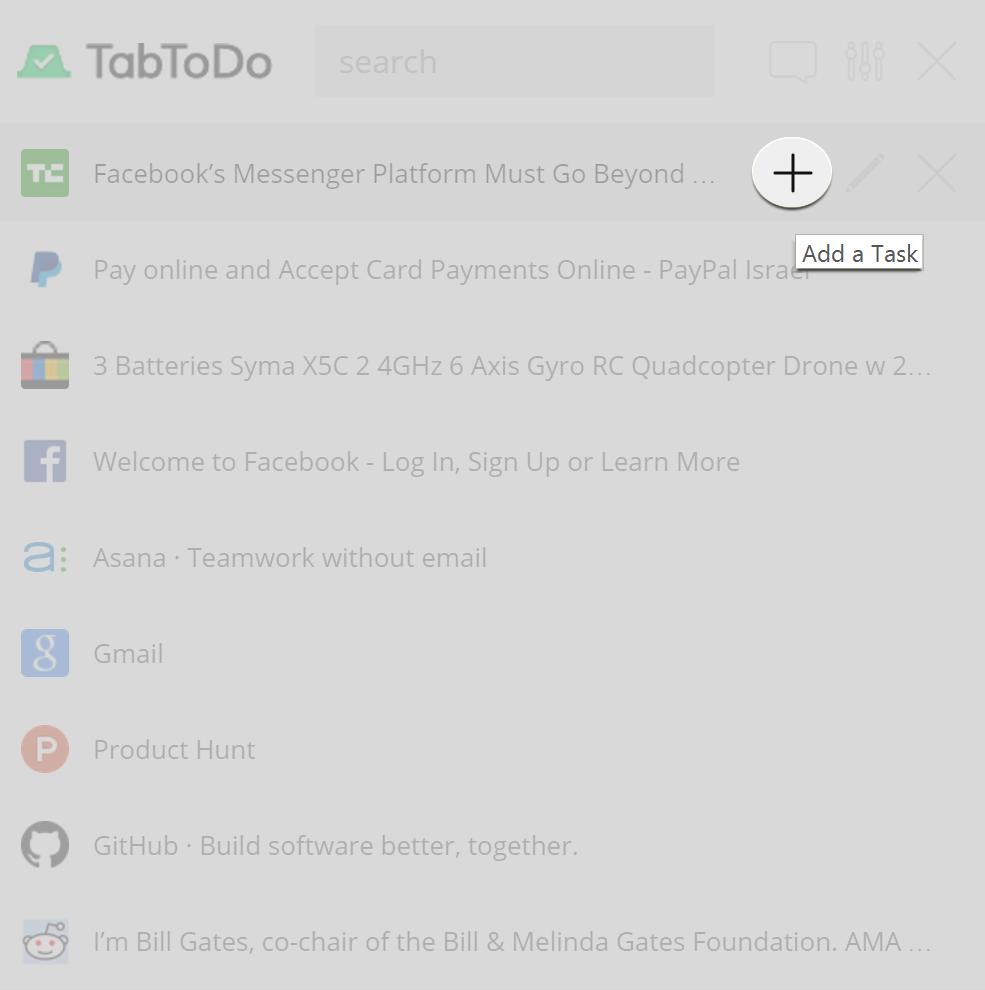 TabToDo
search
TC
Facebook’s Messenger Platform Must Go Beyond ...
Add a Task
Pay online and Accept Card Payments Online - PayPal Israel
3 Batteries Syma X5C 2 4GHz 6 Axis Gyro RC Quadcopter Drone w 2...
Welcome to Facebook - Log In, Sign Up or Learn More
Asana · Teamwork without email
Gmail
Product Hunt
GitHub · Build software better, together.
I’m Bill Gates, co-chair of the Bill & Melinda Gates Foundation. AMA ...